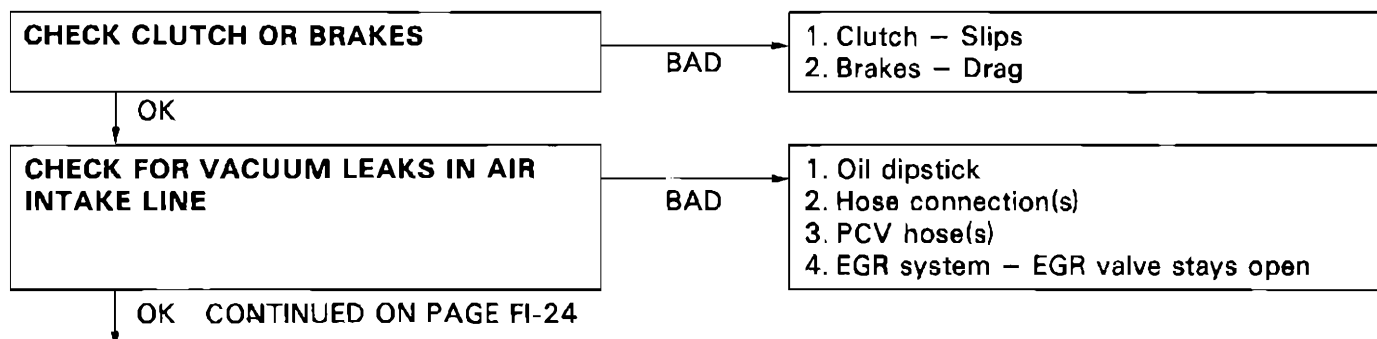 CHECK CLUTCH OR BRAKES
BAD
1. Clutch – Slips
2. Brakes – Drag
OK
CHECK FOR VACUUM LEAKS IN AIR
INTAKE LINE
BAD
1. Oil dipstick
2. Hose connection(s)
3. PCV hose(s)
4. EGR system – EGR valve stays open
OK CONTINUED ON PAGE FI-24